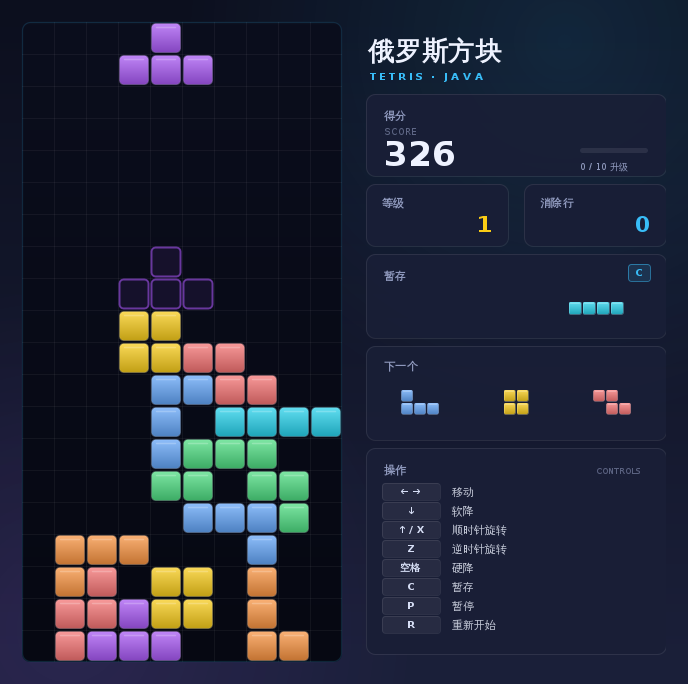 俄罗斯方块
TETRIS · JAVA
得分
SCORE
326
0 / 10 升级
等级
1
消除行
0
暂存
C
下一个
操作
CONTROLS
← → 移动
↓ 软降
↑ / X 顺时针旋转
Z 逆时针旋转
空格 硬降
C 暂存
P 暂停
R 重新开始